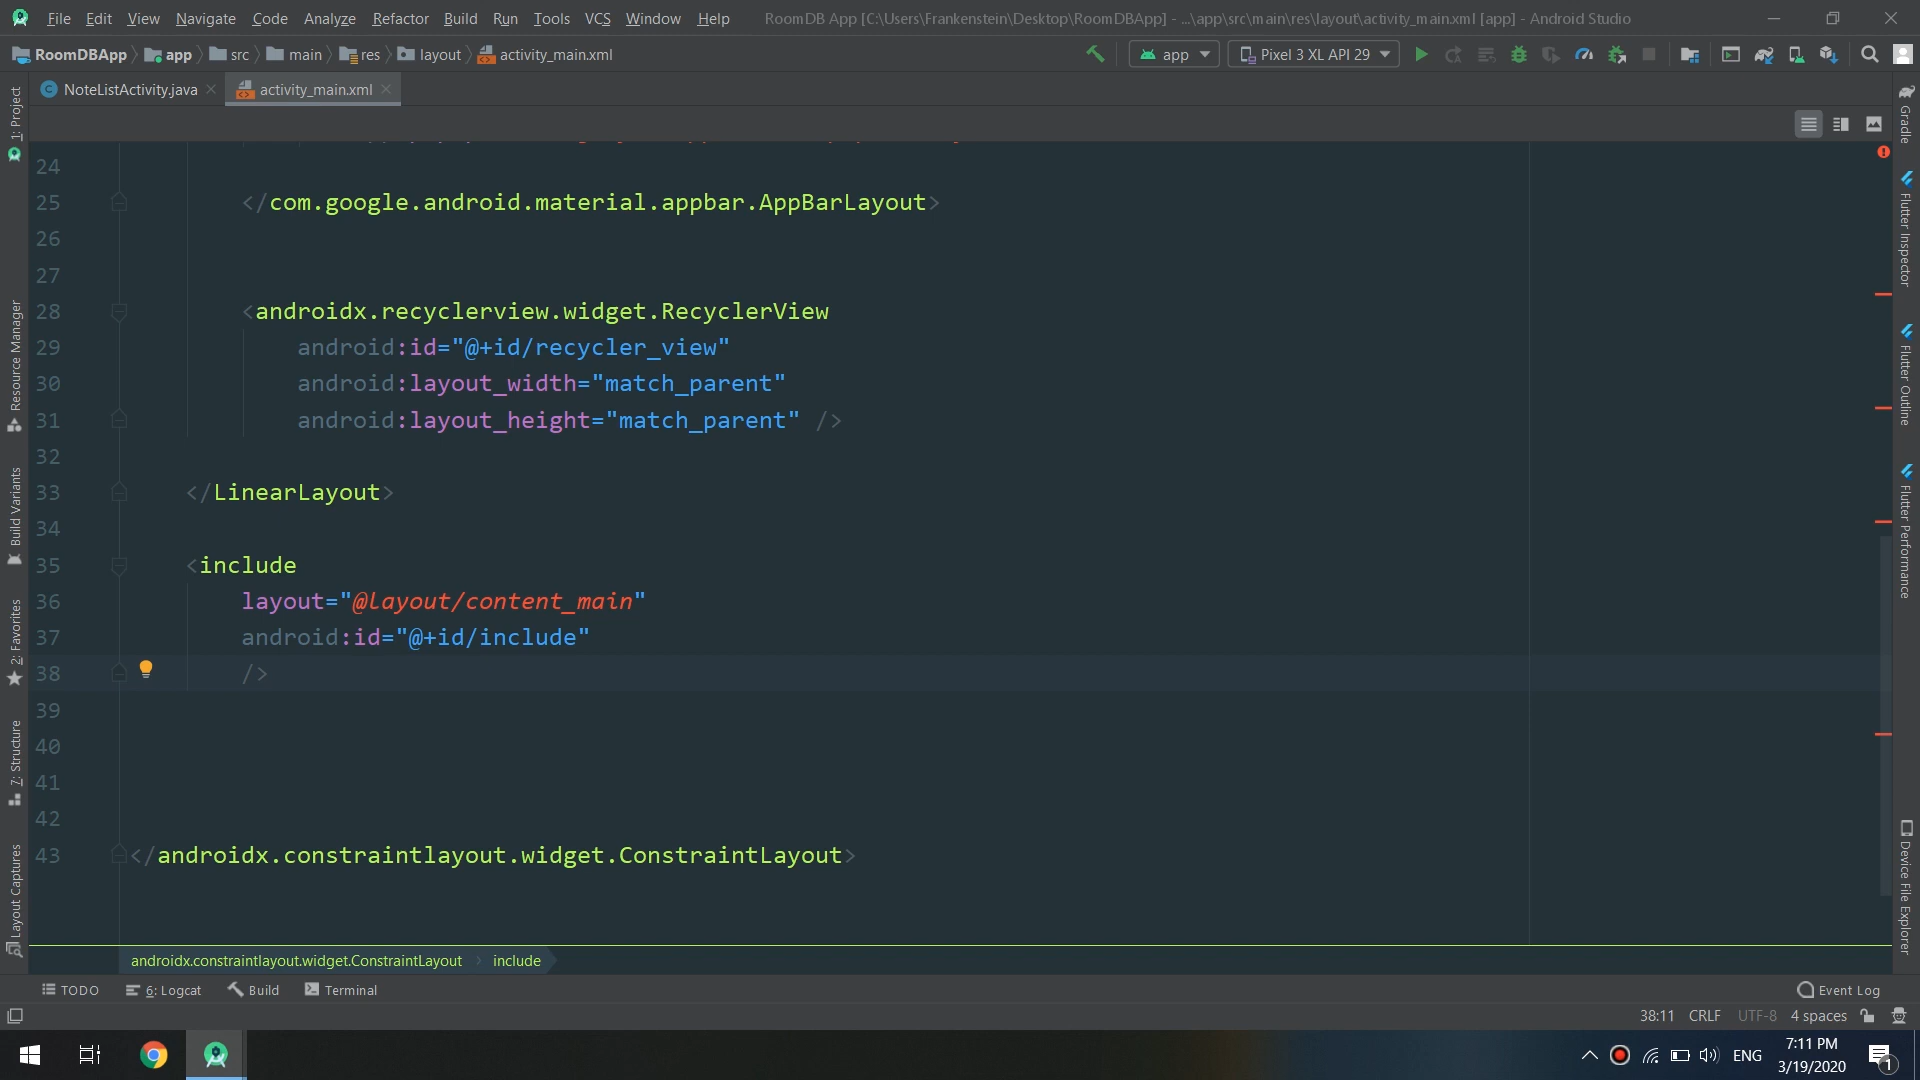 File Edit View Navigate Code Analyze Refactor Build Run Tools VCS Window Help RoomDB App [C:\Users\Frankenstein\Desktop\RoomDBApp] - ...\app\src\main\res\layout\activity_main.xml [app] - Android Studio
RoomDBApp app src main res layout activity_main.xml app Pixel 3 XL API 29
NoteListActivity.java activity_main.xml
24
25 </com.google.android.material.appbar.AppBarLayout>
26
27
28 <androidx.recyclerview.widget.RecyclerView
29 android:id="@+id/recycler_view"
30 android:layout_width="match_parent"
31 android:layout_height="match_parent" />
32
33 </LinearLayout>
34
35 <include
36 layout="@layout/content_main"
37 android:id="@+id/include"
38 />
39
40
41
42
43 </androidx.constraintlayout.widget.ConstraintLayout>
androidx.constraintlayout.widget.ConstraintLayout include
TODO 6: Logcat Build Terminal Event Log
38:11 CRLF UTF-8 4 spaces
1: Project
Resource Manager
Build Variants
2: Favorites
7: Structure
Layout Captures
Gradle
Flutter Inspector
Flutter Outline
Flutter Performance
Device File Explorer
ENG 7:11 PM
3/19/2020 1